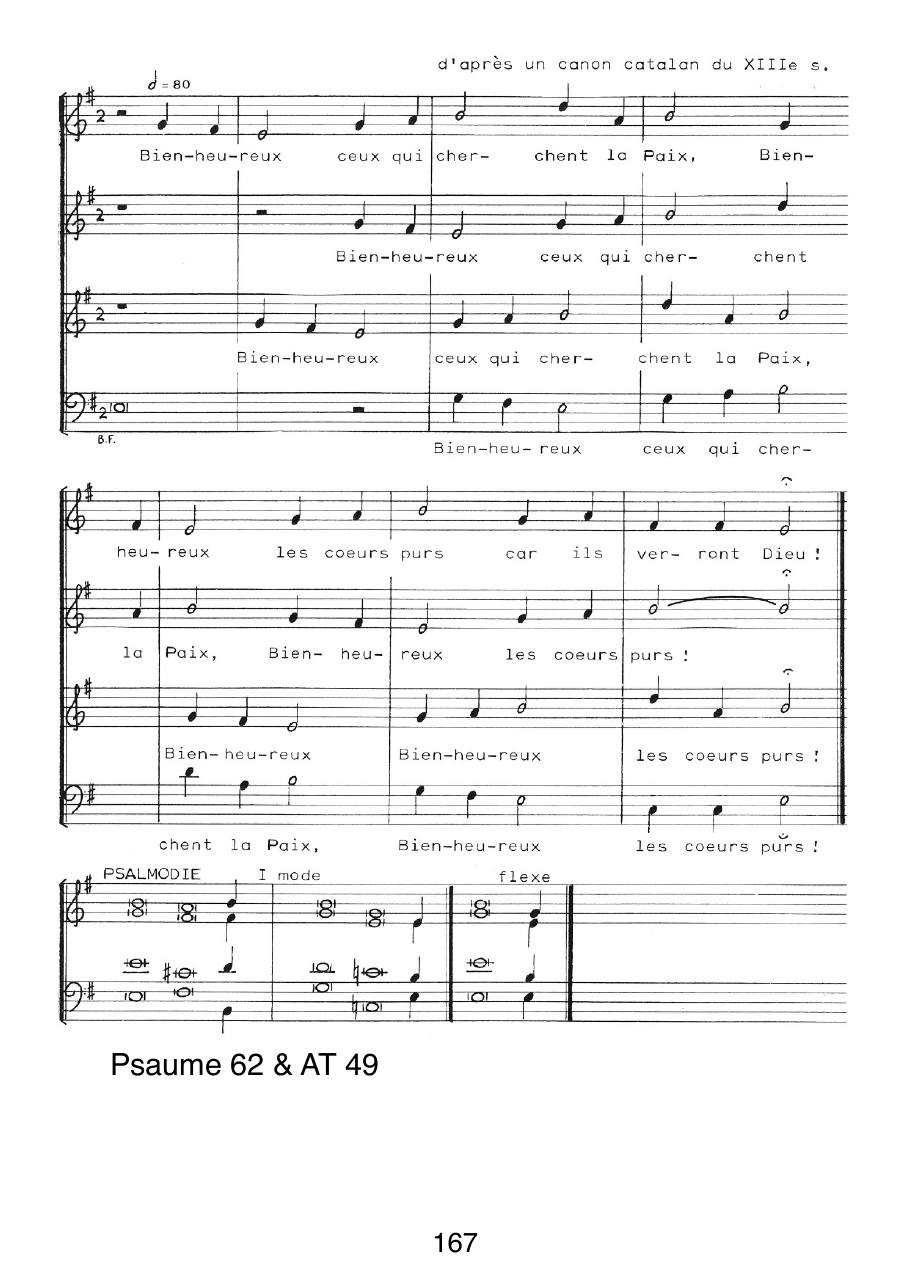 d'après un canon catalan du XIIIe s.
= 80
2
Bien-heu-reux ceux qui cher- chent la Paix, Bien-
2
Bien-heu-reux ceux qui cher- chent
2
Bien-heu-reux ceux qui cher- chent la Paix,
2
B.F.
Bien-heu-reux ceux qui cher-
heu-reux les coeurs purs car ils ver- ront Dieu !
la Paix, Bien- heu- reux les coeurs purs !
Bien-heu-reux Bien-heu-reux les coeurs purs !
chent la Paix, Bien-heu-reux les coeurs purs !
PSALMODIE I mode flexe
Psaume 62 & AT 49
167